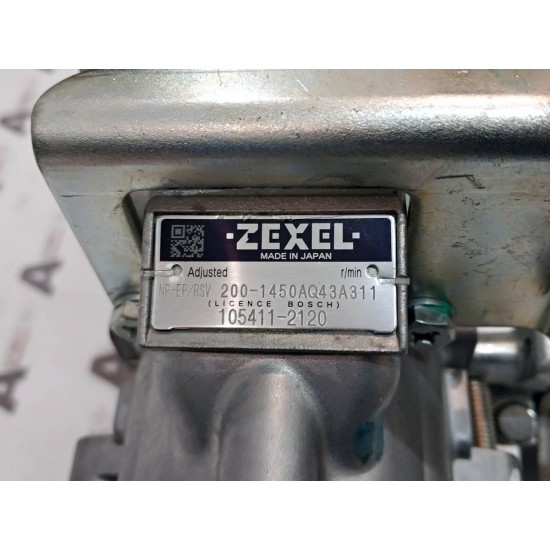 ·ZEXEL·
MADE IN JAPAN
Adjusted r/min
NP-EP/RSV 200-1450AQ43A311
(LICENCE BOSCH)
105411-2120